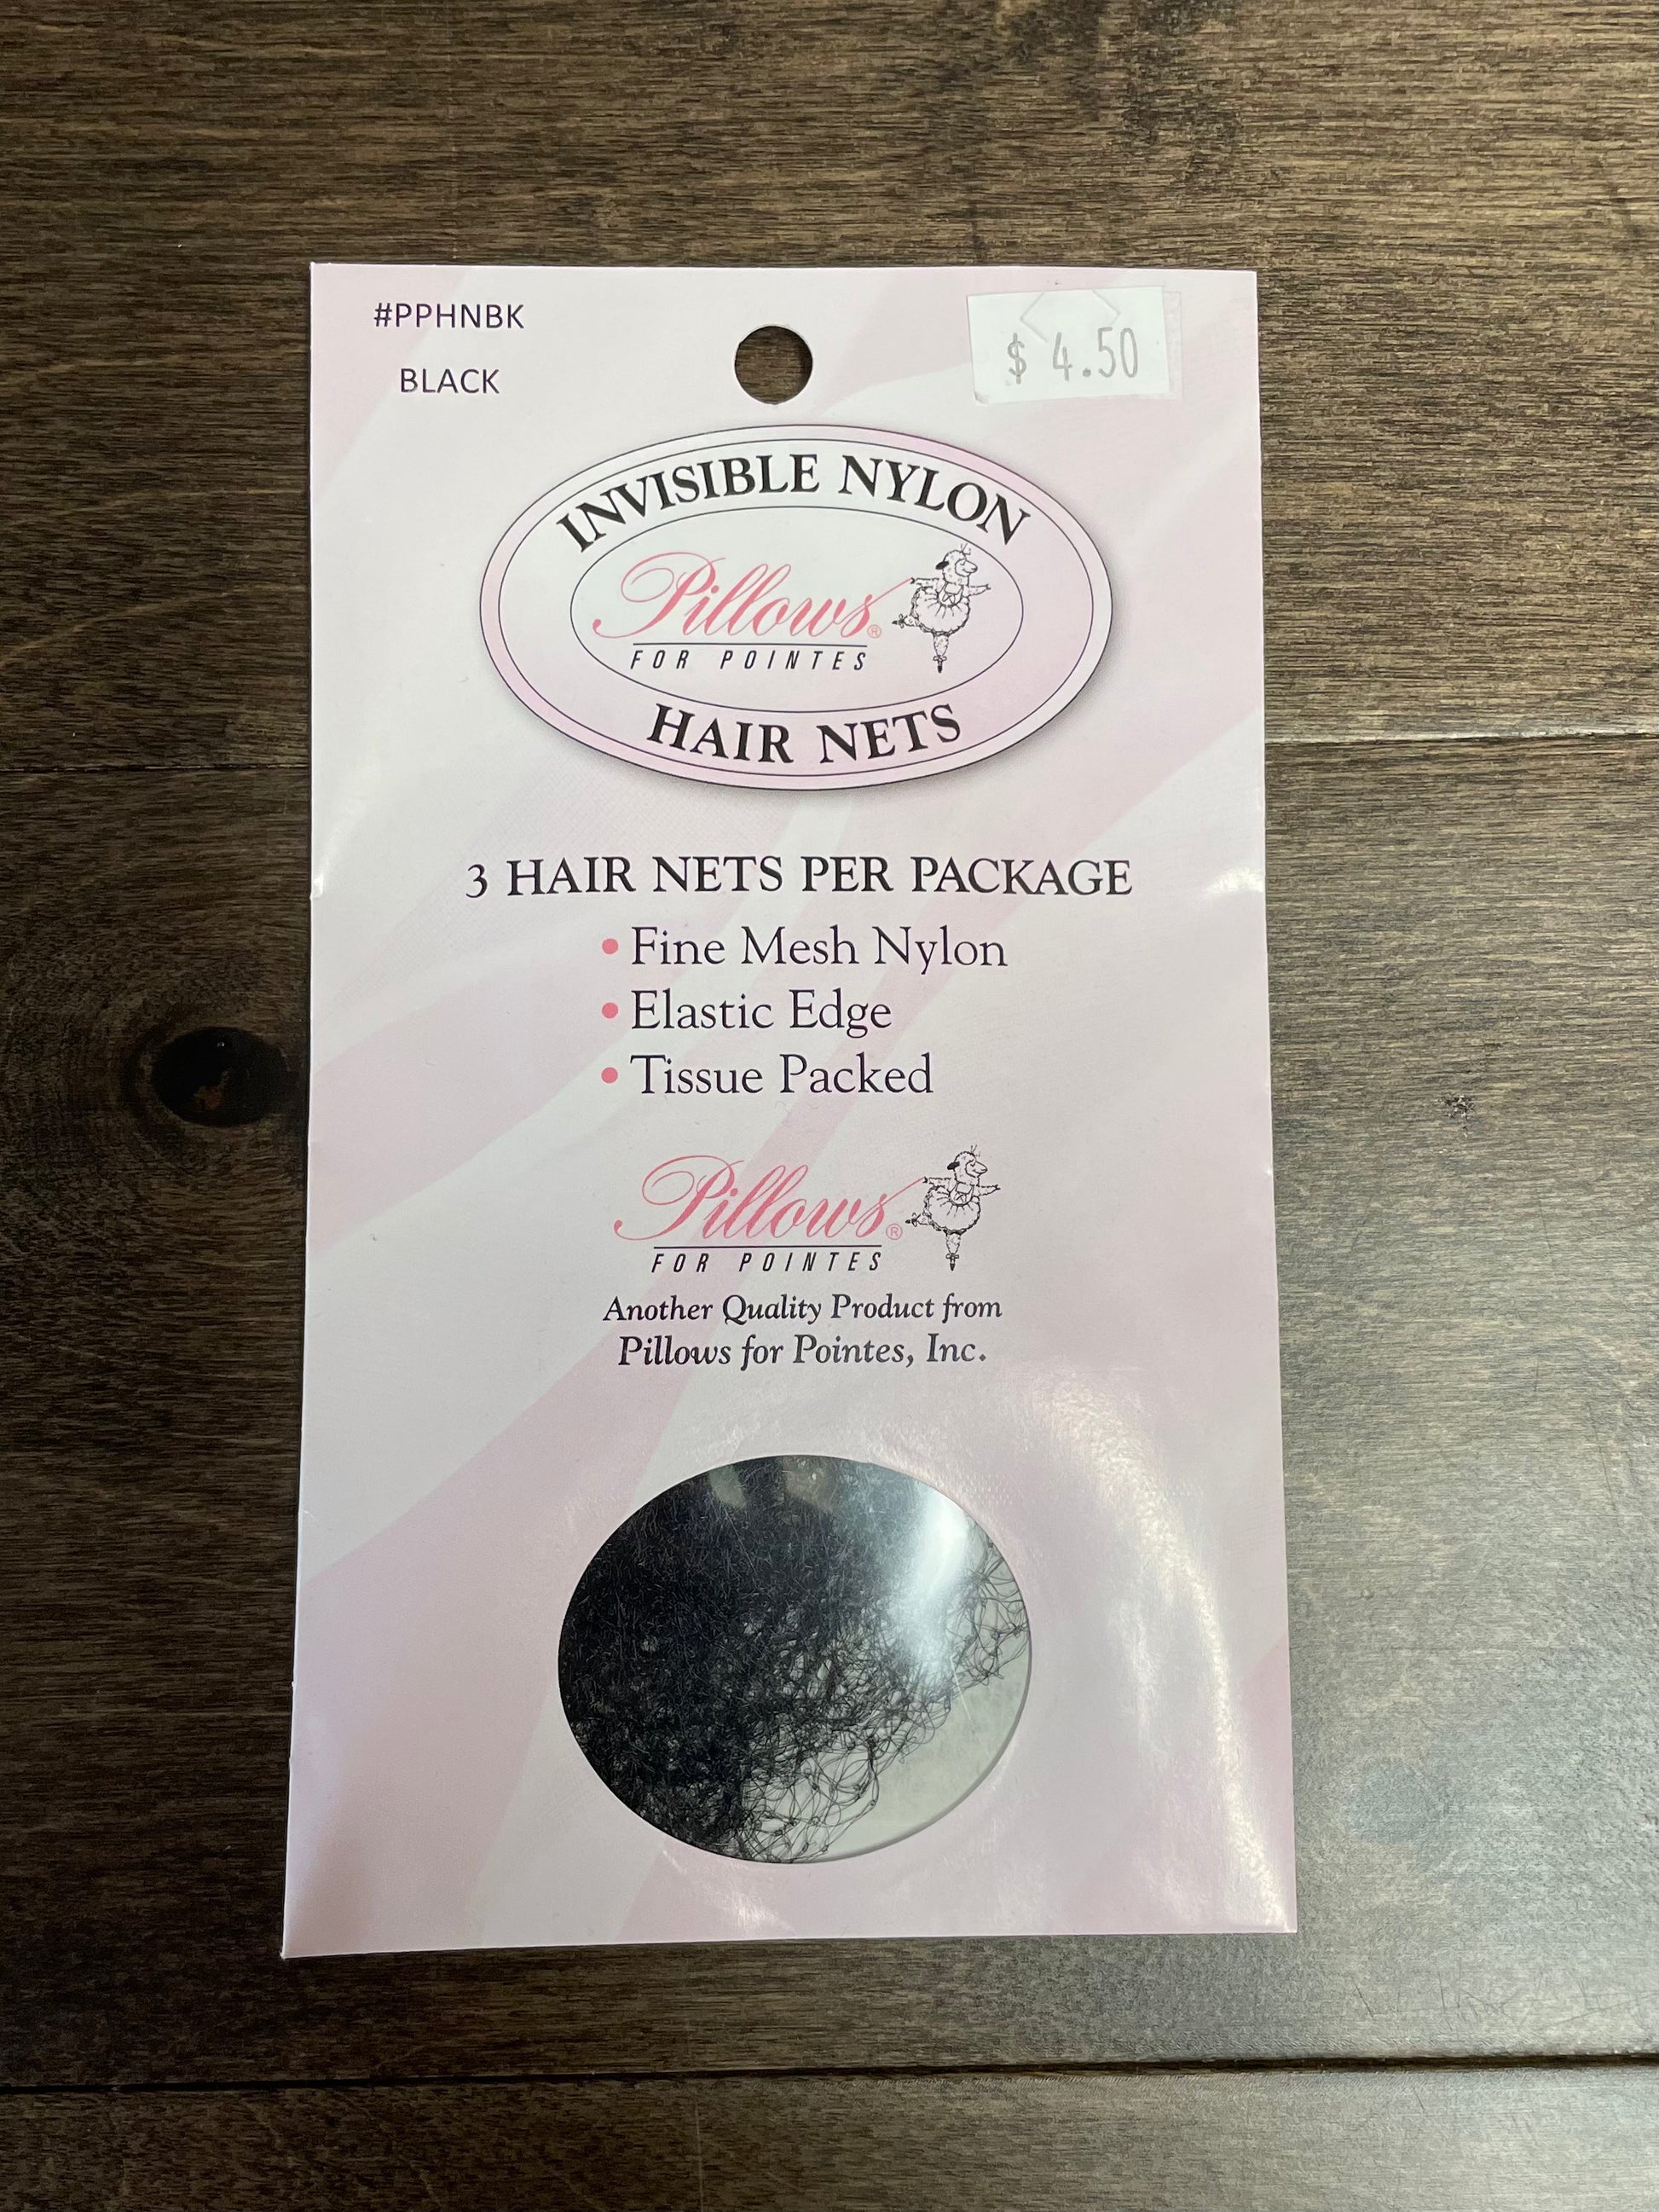 #PPHNBK
BLACK
$ 4.50
INVISIBLE NYLON
Pillows®
FOR POINTES
HAIR NETS
3 HAIR NETS PER PACKAGE
• Fine Mesh Nylon
• Elastic Edge
• Tissue Packed
Pillows®
FOR POINTES
Another Quality Product from
Pillows for Pointes, Inc.